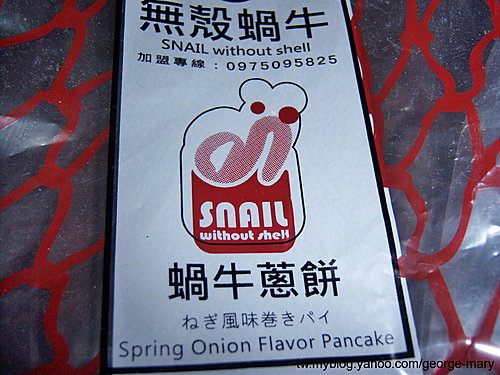 無殼蝸牛
SNAIL without shell
加盟專線：0975095825
SNAIL
without shell
蝸牛蔥餅
ねぎ風味巻きパイ
Spring Onion Flavor Pancake
tw.myblog.yahoo.com/george-mary